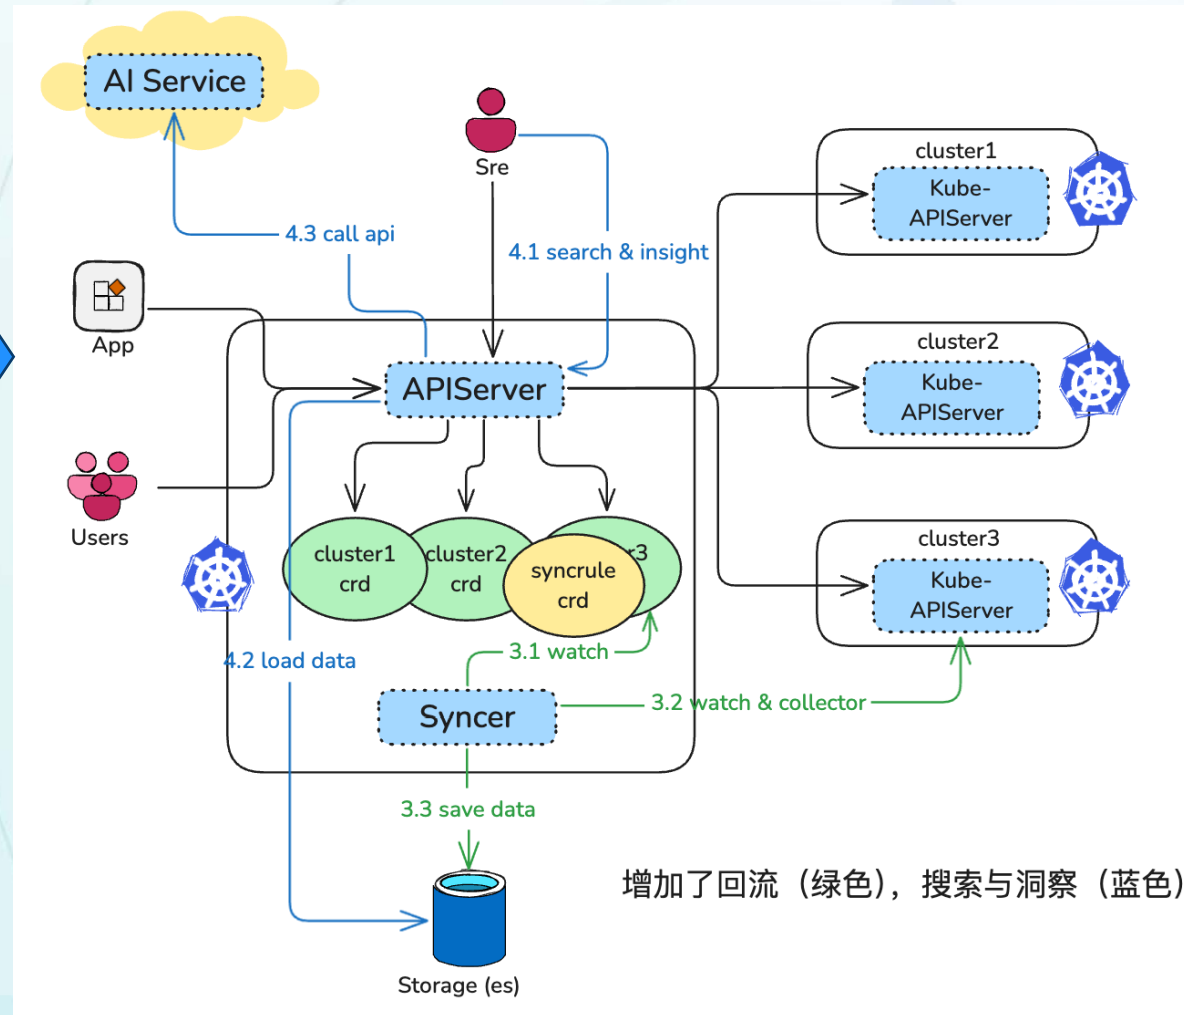 AI Service
Sre
cluster1
Kube-
APIServer
4.3 call api
4.1 search & insight
App
cluster2
Kube-
APIServer
APIServer
Users
cluster1
crd
cluster2
crd
r3
syncrule
crd
cluster3
Kube-
APIServer
4.2 load data
3.1 watch
Syncer
3.2 watch & collector
3.3 save data
增加了回流（绿色），搜索与洞察（蓝色）
Storage (es)